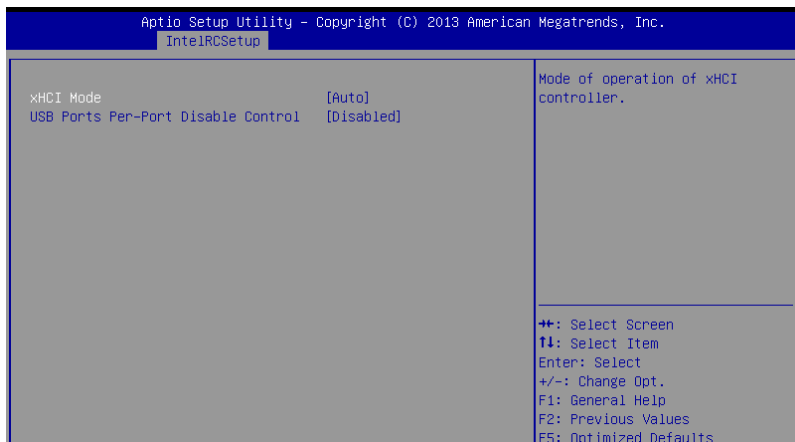 Aptio Setup Utility – Copyright (C) 2013 American Megatrends, Inc.
IntelRCSetup
xHCI Mode [Auto]
USB Ports Per-Port Disable Control [Disabled]
Mode of operation of xHCI
controller.
→←: Select Screen
↑↓: Select Item
Enter: Select
+/-: Change Opt.
F1: General Help
F2: Previous Values
F5: Optimized Defaults